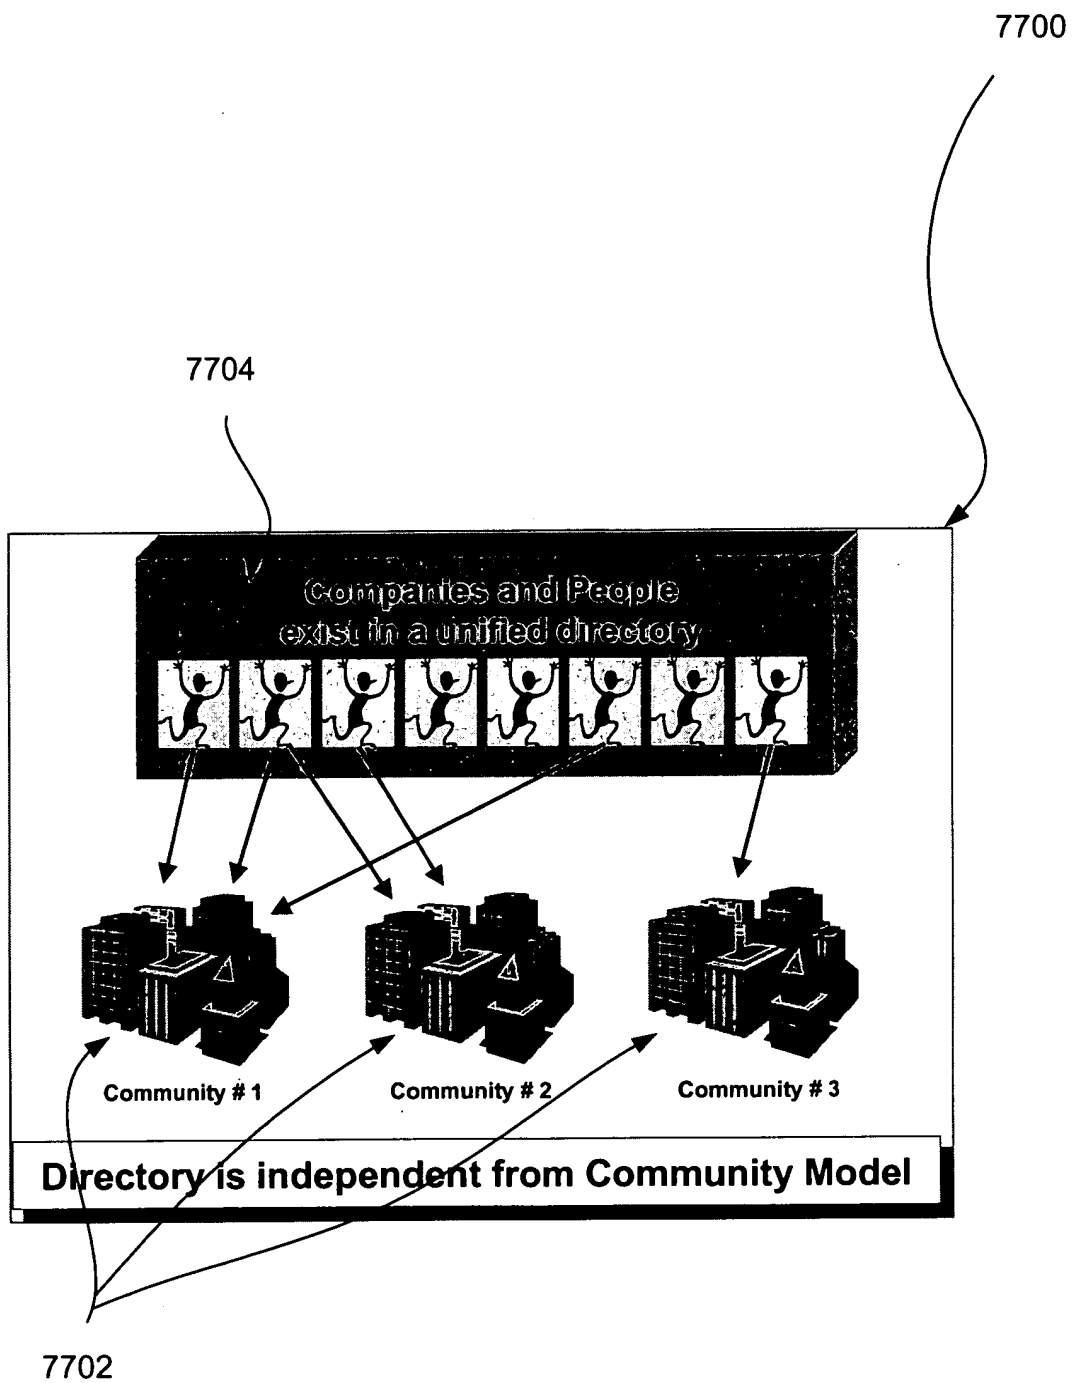 7700
7704
Companies and People
exist in a unified directory
Community # 1
Community # 2
Community # 3
Directory is independent from Community Model
7702